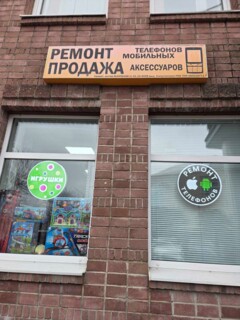 РЕМОНТ
ПРОДАЖА
ТЕЛЕФОНОВ
МОБИЛЬНЫХ
АКСЕССУАРОВ
ИГРУШКИ
РЕМОНТ
ТЕЛЕФОНОВ